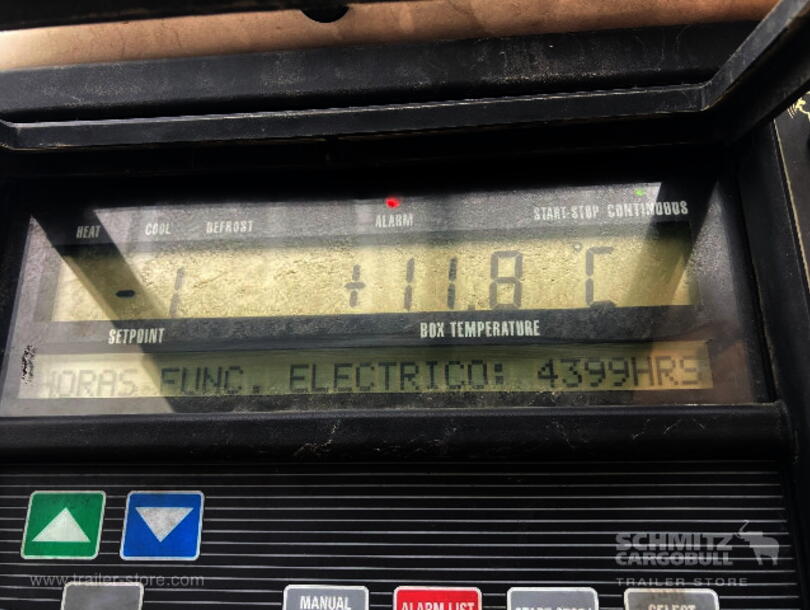 HEAT COOL DEFROST ALARM START-STOP CONTINUOUS
- 1 +11.8 °C
SETPOINT BOX TEMPERATURE
HORAS FUNC. ELECTRICO: 4399HRS
SCHMITZ
CARGOBULL
www.trailer-store.com TRAILER STORE
MANUAL ALARM LIST SELECT